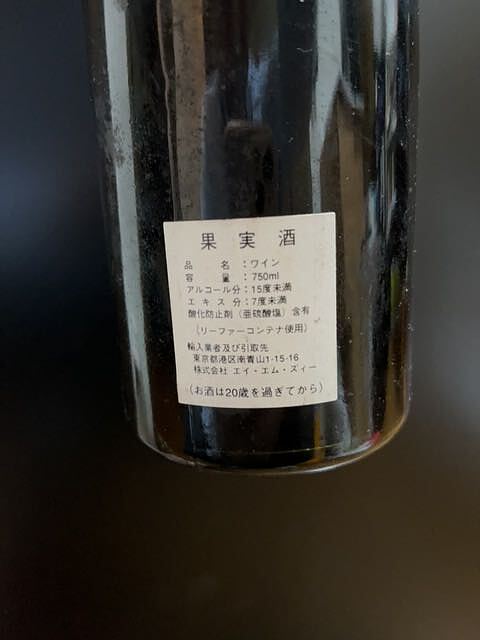 果実酒
品名：ワイン
容量：750ml
アルコール分：15度未満
エキス分：7度未満
酸化防止剤（亜硫酸塩）含有
（リーファーコンテナ使用）
輸入業者及び引取先
東京都港区南青山1-15-16
株式会社 エイ・エム・ズィー
（お酒は20歳を過ぎてから）